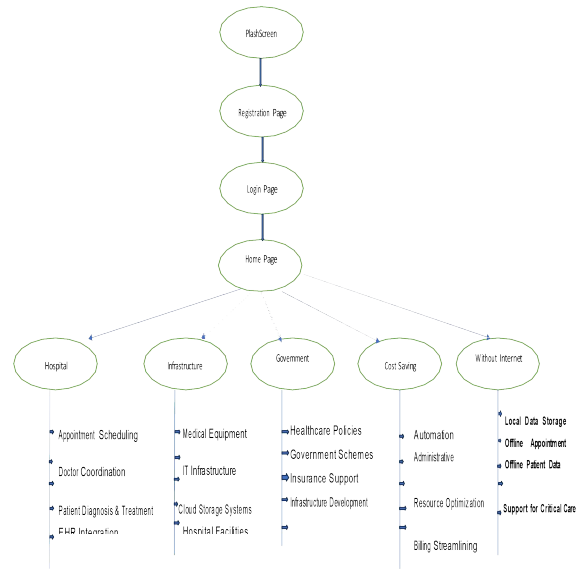 PlashScreen
Registration Page
Login Page
Home Page
Hospital
Infrastructure
Government
Cost Saving
Without Internet
Appointment Scheduling
Doctor Coordination
Patient Diagnosis & Treatment
EHR Integration
Medical Equipment
IT Infrastructure
Cloud Storage Systems
Hospital Facilities
Healthcare Policies
Government Schemes
Insurance Support
Infrastructure Development
Automation
Administrative
Resource Optimization
Billing Streamlining
Local Data Storage
Offline Appointment
Offline Patient Data
Support for Critical Care